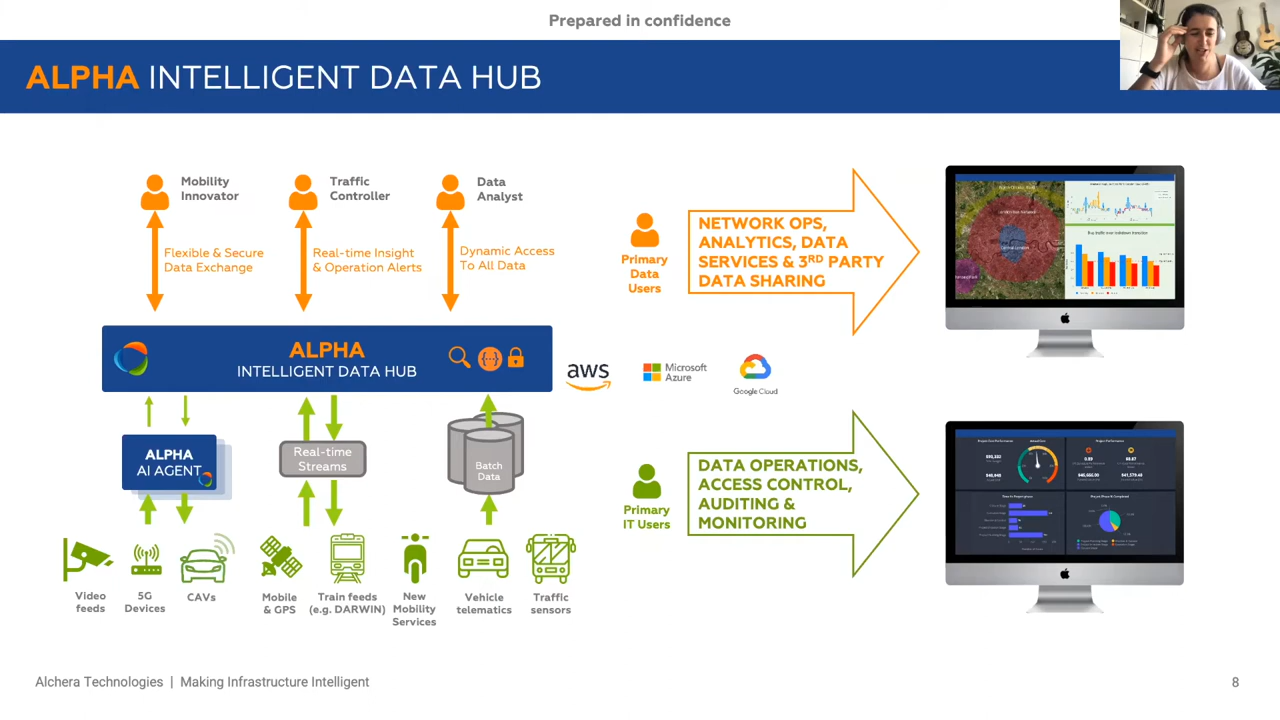 Prepared in confidence
ALPHA INTELLIGENT DATA HUB
Mobility
Innovator
Traffic
Controller
Data
Analyst
Flexible & Secure
Data Exchange
Real-time Insight
& Operation Alerts
Dynamic Access
To All Data
ALPHA
INTELLIGENT DATA HUB
aws
Microsoft
Azure
Google Cloud
ALPHA
AI AGENT
Real-time
Streams
Batch
Data
Video
feeds
5G
Devices
CAVs
Mobile
& GPS
Train feeds
(e.g. DARWIN)
New
Mobility
Services
Vehicle
telematics
Traffic
sensors
Primary
Data
Users
NETWORK OPS,
ANALYTICS, DATA
SERVICES & 3RD PARTY
DATA SHARING
Primary
IT Users
DATA OPERATIONS,
ACCESS CONTROL,
AUDITING &
MONITORING
Alchera Technologies | Making Infrastructure Intelligent
8